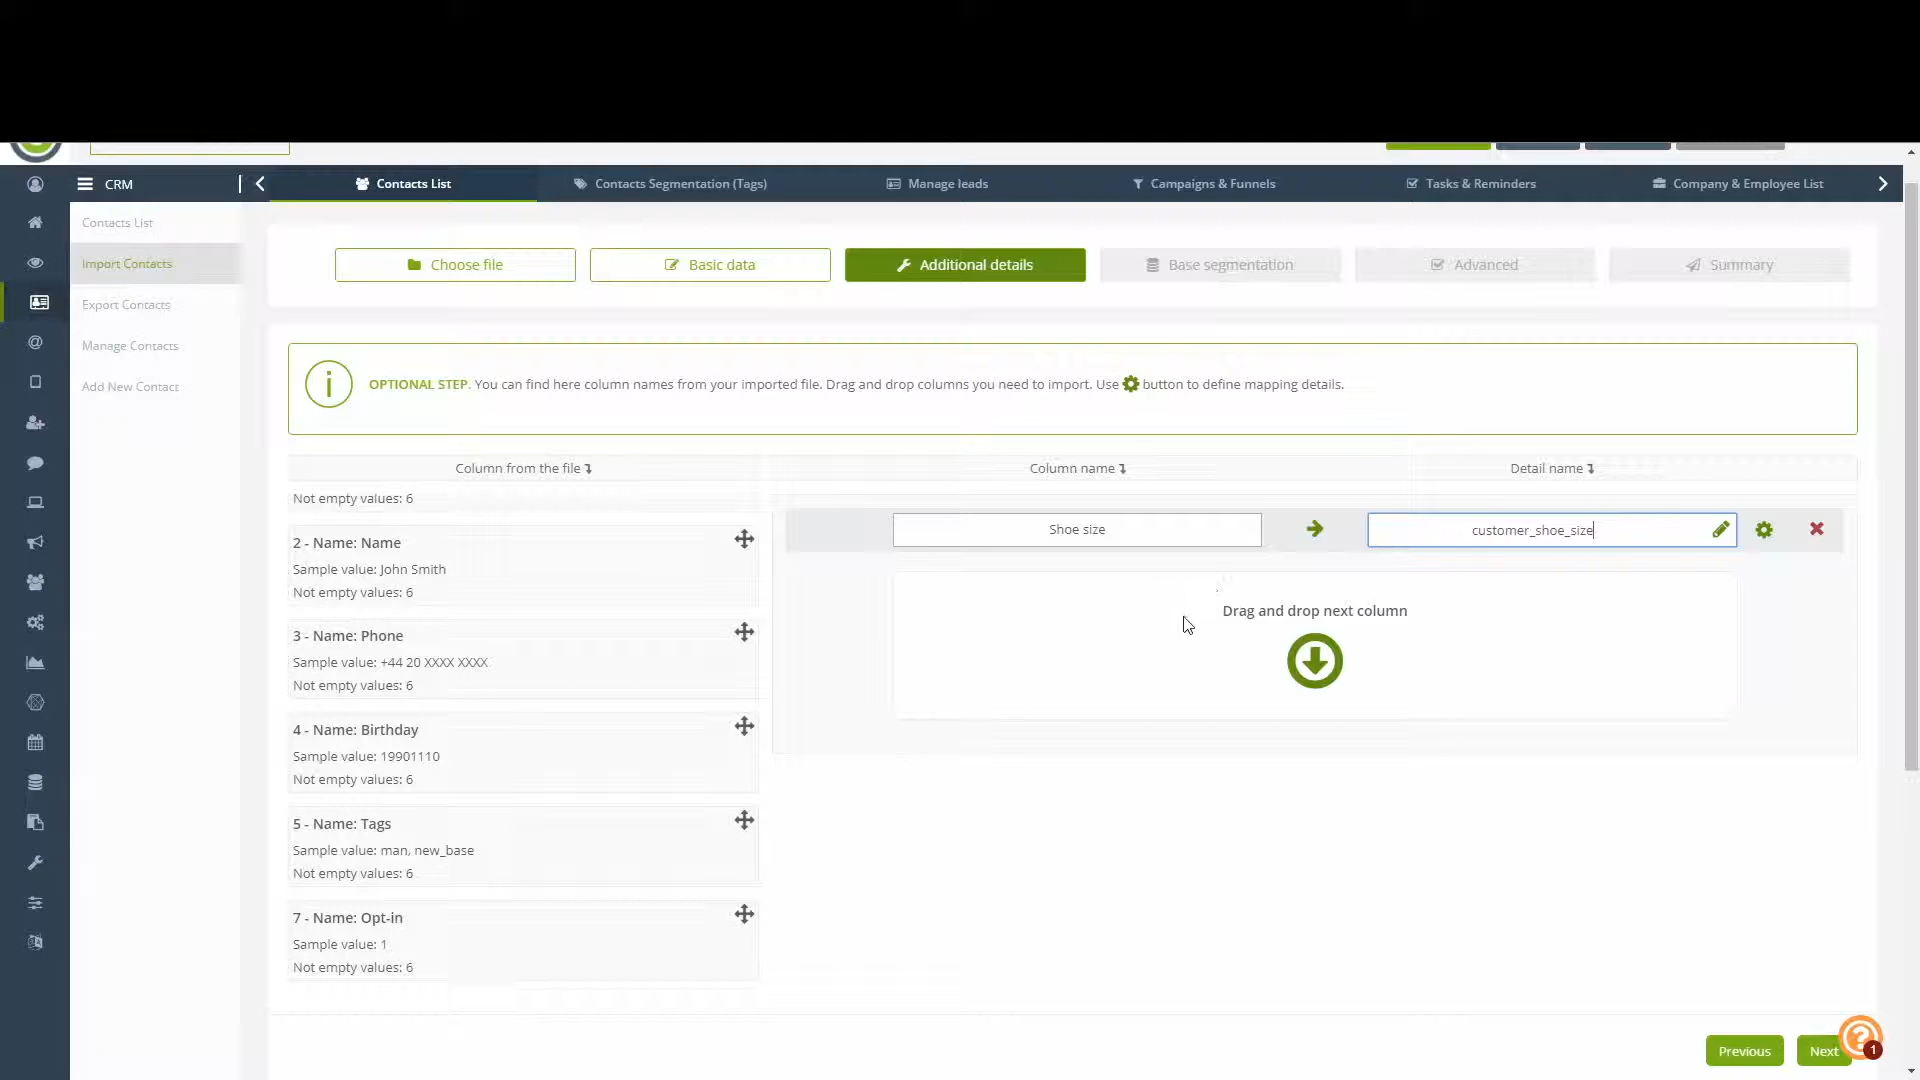 CRM
Contacts List
Contacts Segmentation (Tags)
Manage leads
Campaigns & Funnels
Tasks & Reminders
Company & Employee List
Contacts List
Import Contacts
Export Contacts
Manage Contacts
Add New Contact
Choose file
Basic data
Additional details
Base segmentation
Advanced
Summary
OPTIONAL STEP. You can find here column names from your imported file. Drag and drop columns you need to import. Use button to define mapping details.
Column from the file
Column name
Detail name
Not empty values: 6
2 - Name: Name
Sample value: John Smith
Not empty values: 6
3 - Name: Phone
Sample value: +44 20 XXXX XXXX
Not empty values: 6
4 - Name: Birthday
Sample value: 19901110
Not empty values: 6
5 - Name: Tags
Sample value: man, new_base
Not empty values: 6
7 - Name: Opt-in
Sample value: 1
Not empty values: 6
Shoe size
customer_shoe_size
Drag and drop next column
Previous
Next
1